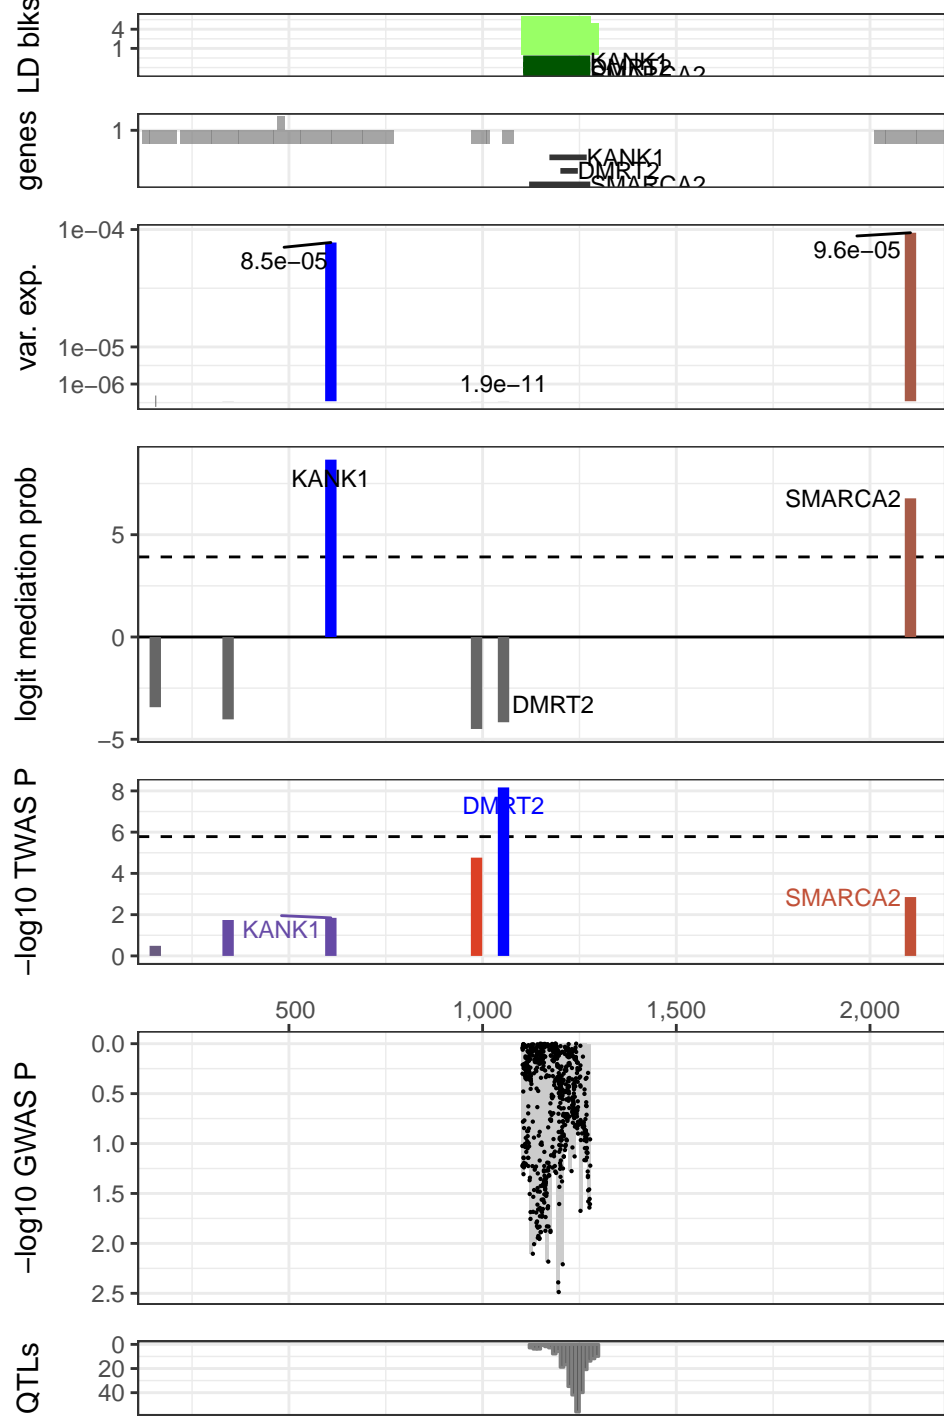 LD blks
4
1
KANK1
DMRT2
SMARCA2
genes
1
KANK1
DMRT2
SMARCA2
var. exp.
1e−04
1e−05
1e−06
8.5e−05
9.6e−05
1.9e−11
logit mediation prob
5
0
−5
KANK1
SMARCA2
DMRT2
−log10 TWAS P
8
6
4
2
0
DMRT2
KANK1
SMARCA2
500 1,000 1,500 2,000
−log10 GWAS P
0.0
0.5
1.0
1.5
2.0
2.5
QTLs
0
20
40